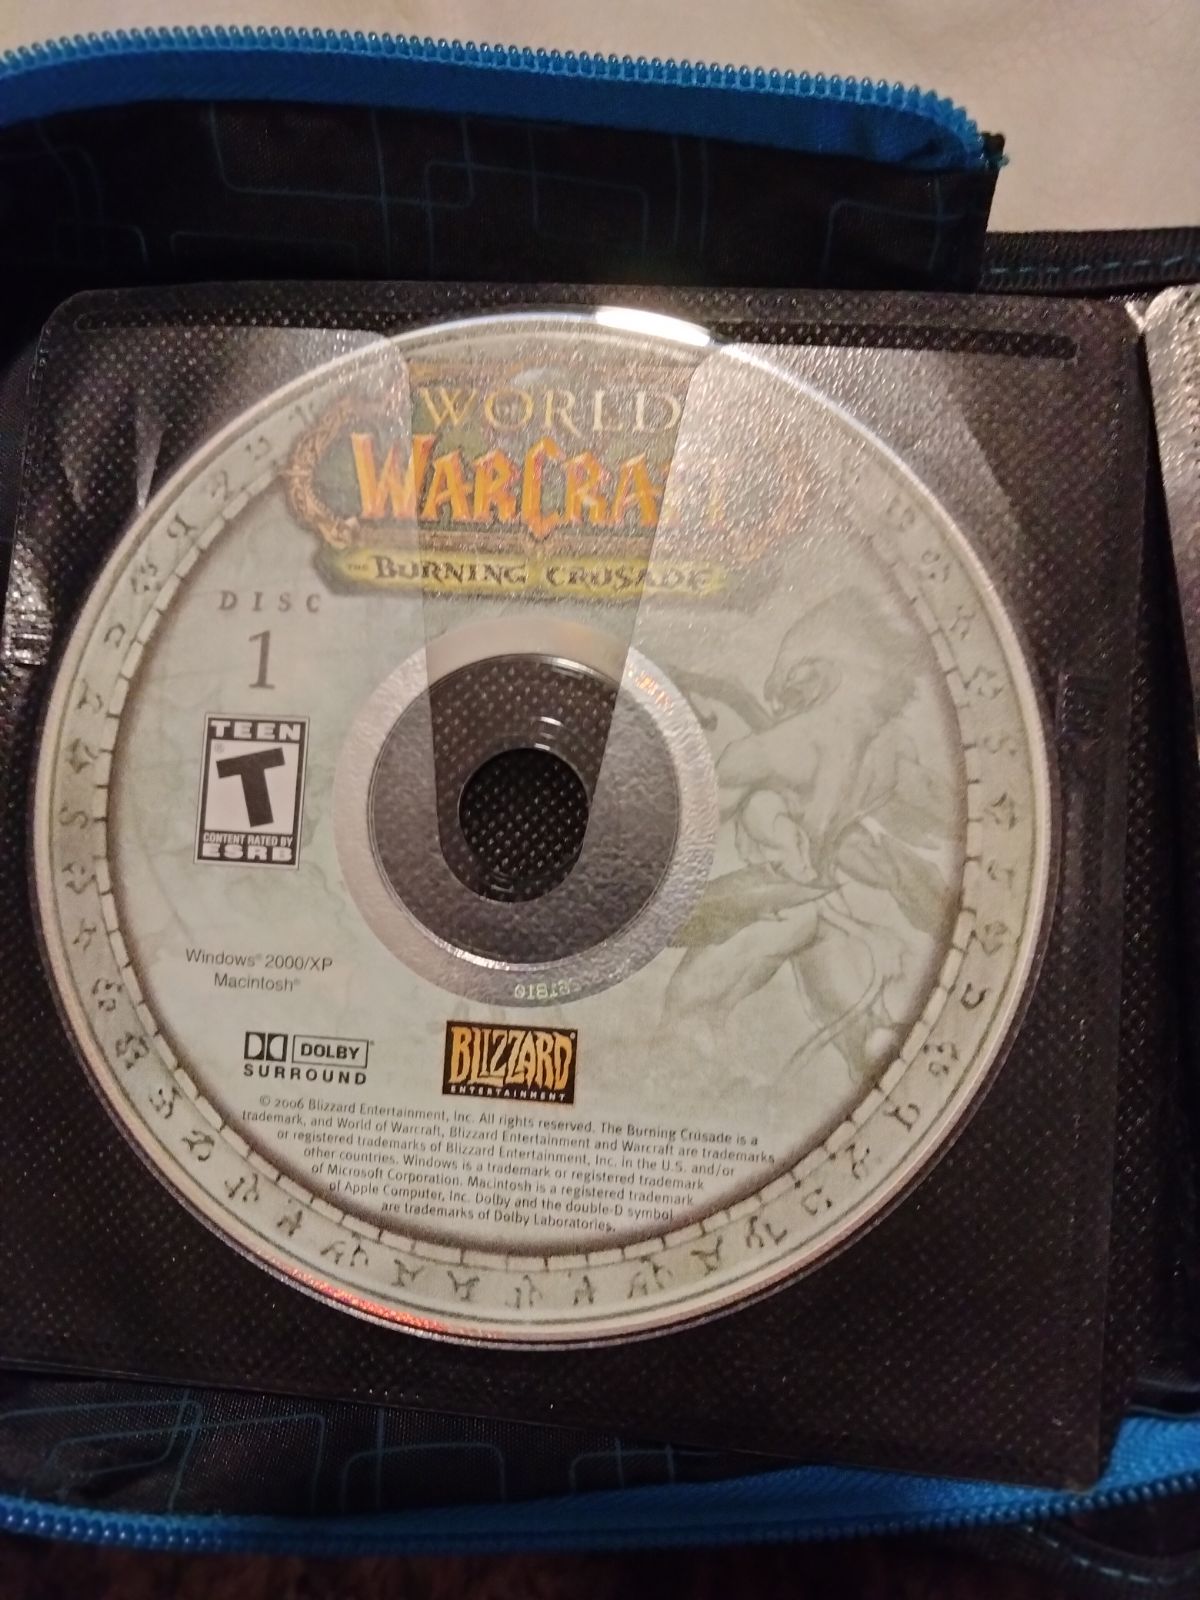 WORLD
WARCRAFT
THE BURNING CRUSADE
DISC
1
TEEN
T
CONTENT RATED BY
ESRB
Windows® 2000/XP
Macintosh®
DOLBY
SURROUND
BLIZZARD
ENTERTAINMENT
© 2006 Blizzard Entertainment, Inc. All rights reserved. The Burning Crusade is a
trademark, and World of Warcraft, Blizzard Entertainment and Warcraft are trademarks
or registered trademarks of Blizzard Entertainment, Inc. in the U.S. and/or
other countries. Windows is a trademark or registered trademark
of Microsoft Corporation. Macintosh is a registered trademark
of Apple Computer, Inc. Dolby and the double-D symbol
are trademarks of Dolby Laboratories.